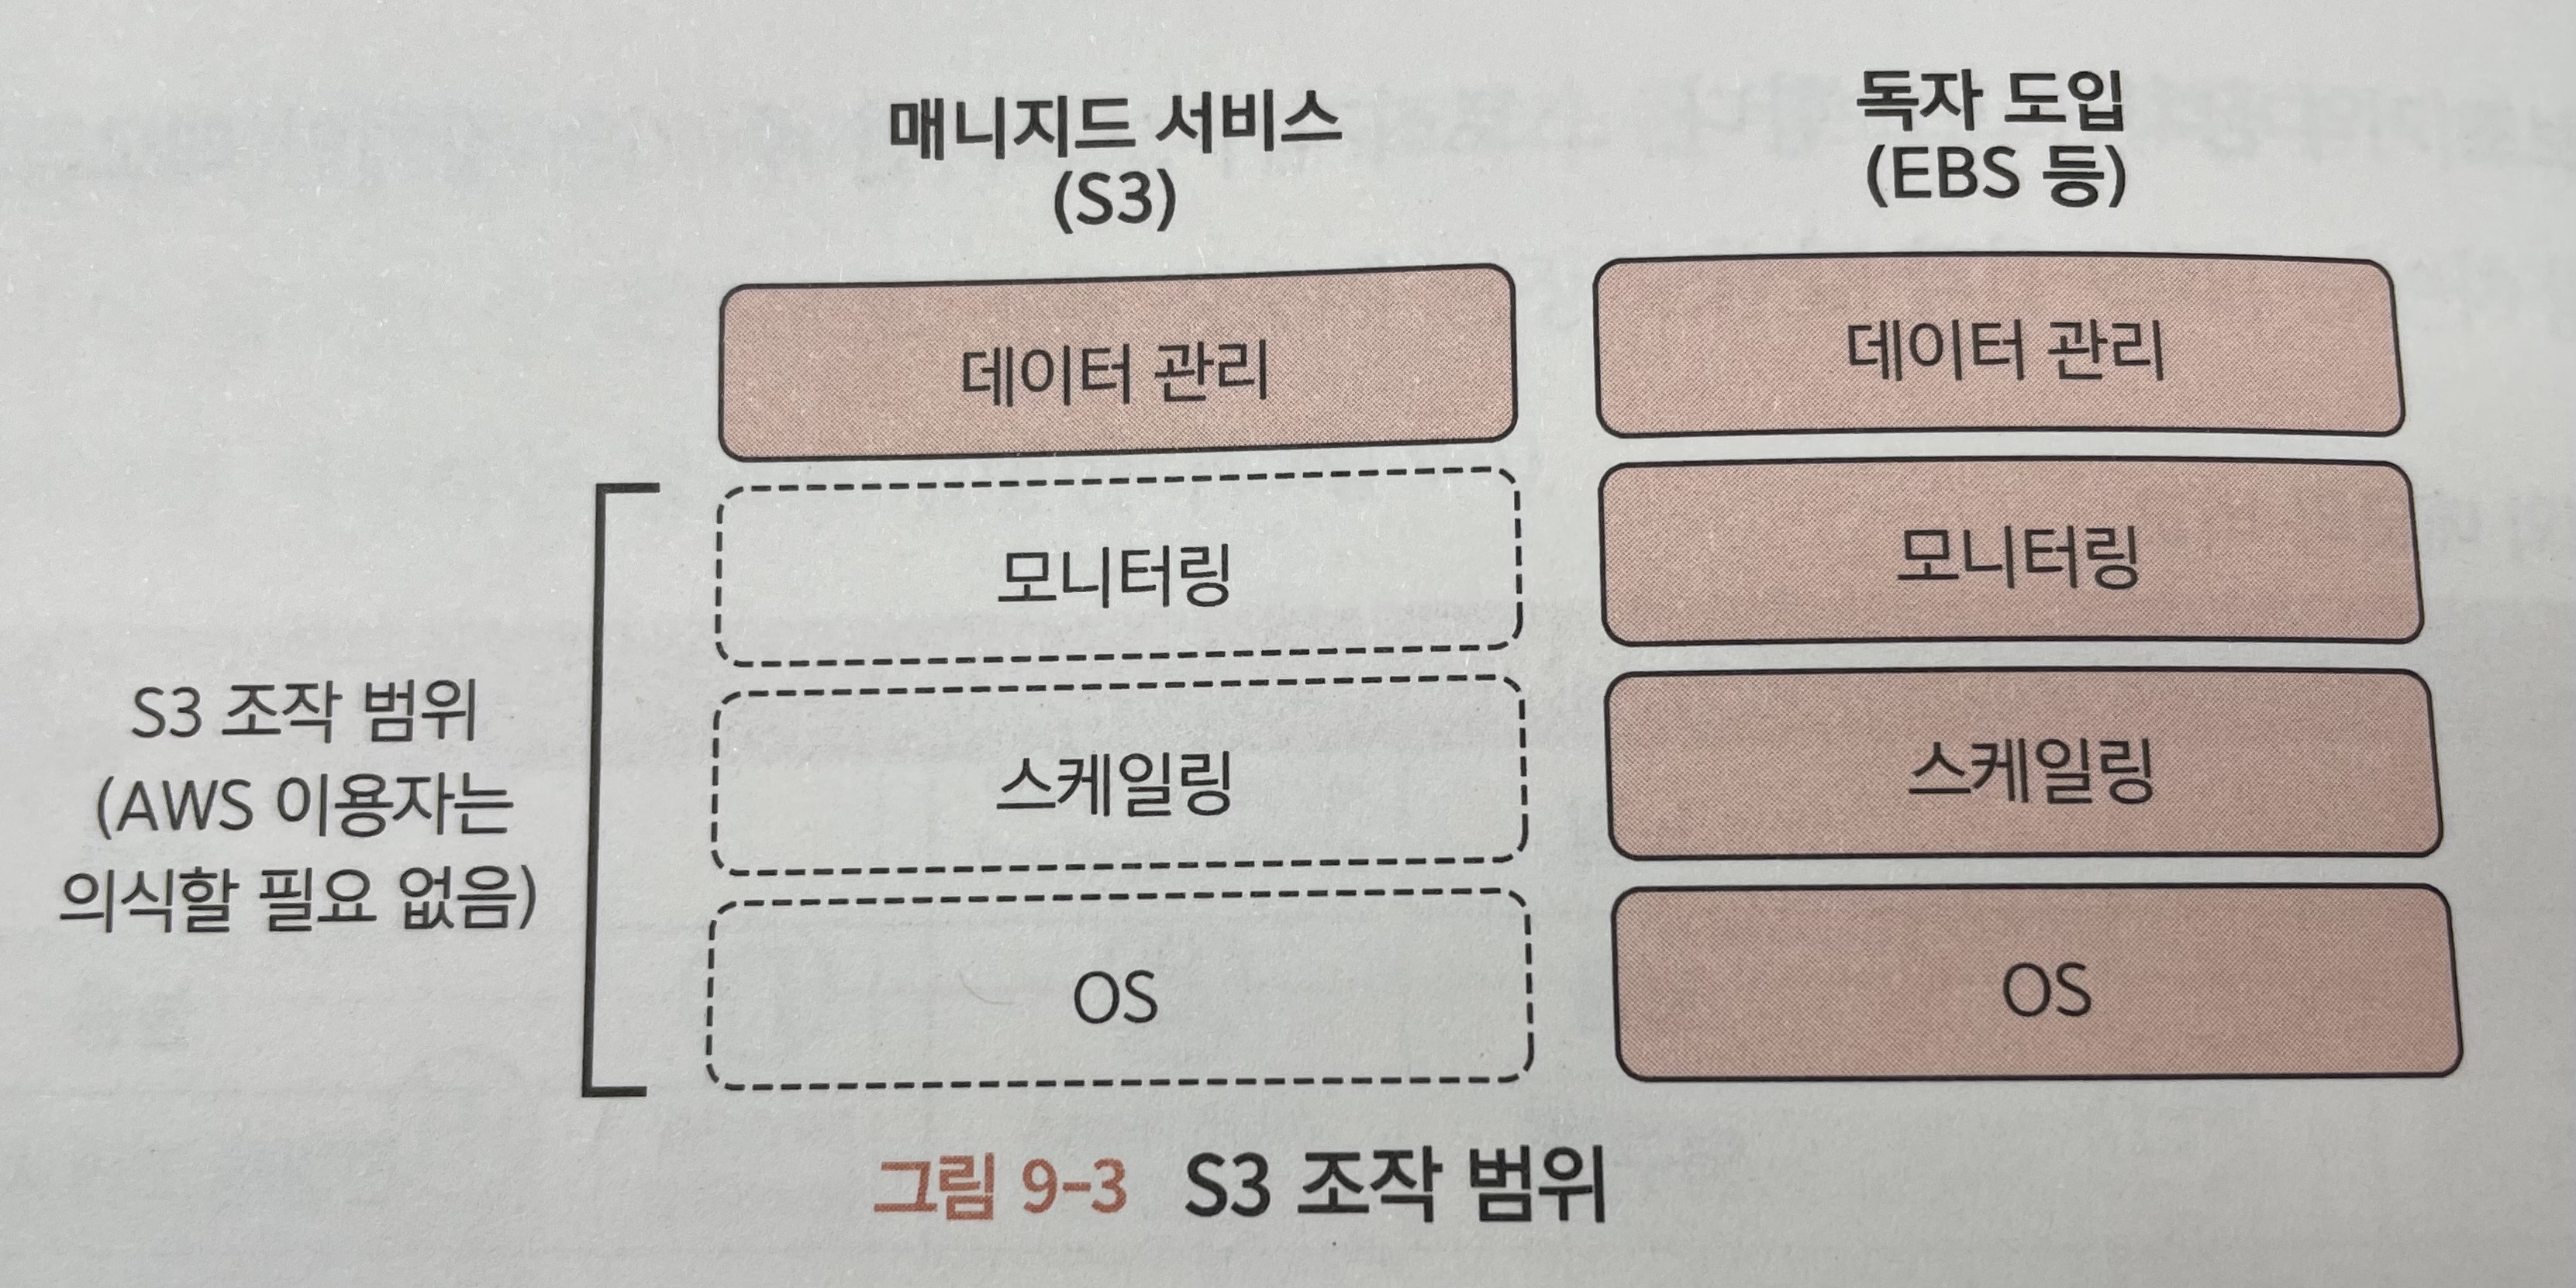 매니지드 서비스
(S3)
독자 도입
(EBS 등)
데이터 관리
데이터 관리
모니터링
모니터링
스케일링
스케일링
OS
OS
S3 조작 범위
(AWS 이용자는
의식할 필요 없음)
그림 9-3 S3 조작 범위